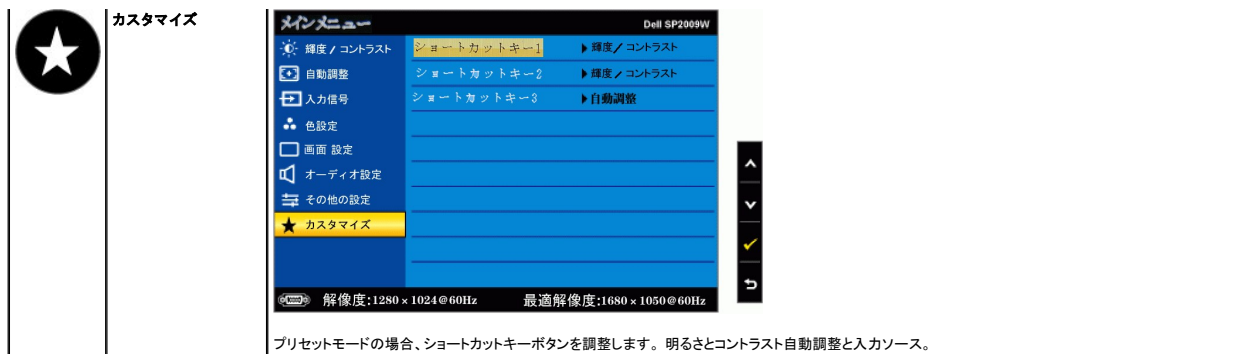 カスタマイズ
メインメニュー Dell SP2009W
輝度 / コントラスト ショートカットキー1 輝度 / コントラスト
自動調整 ショートカットキー2 輝度 / コントラスト
入力信号 ショートカットキー3 自動調整
色設定
画面 設定
オーディオ設定
その他の設定
カスタマイズ
解像度:1280 x 1024@60Hz 最適解像度:1680 x 1050@60Hz
プリセットモードの場合、ショートカットキーボタンを調整します。明るさとコントラスト自動調整と入力ソース。